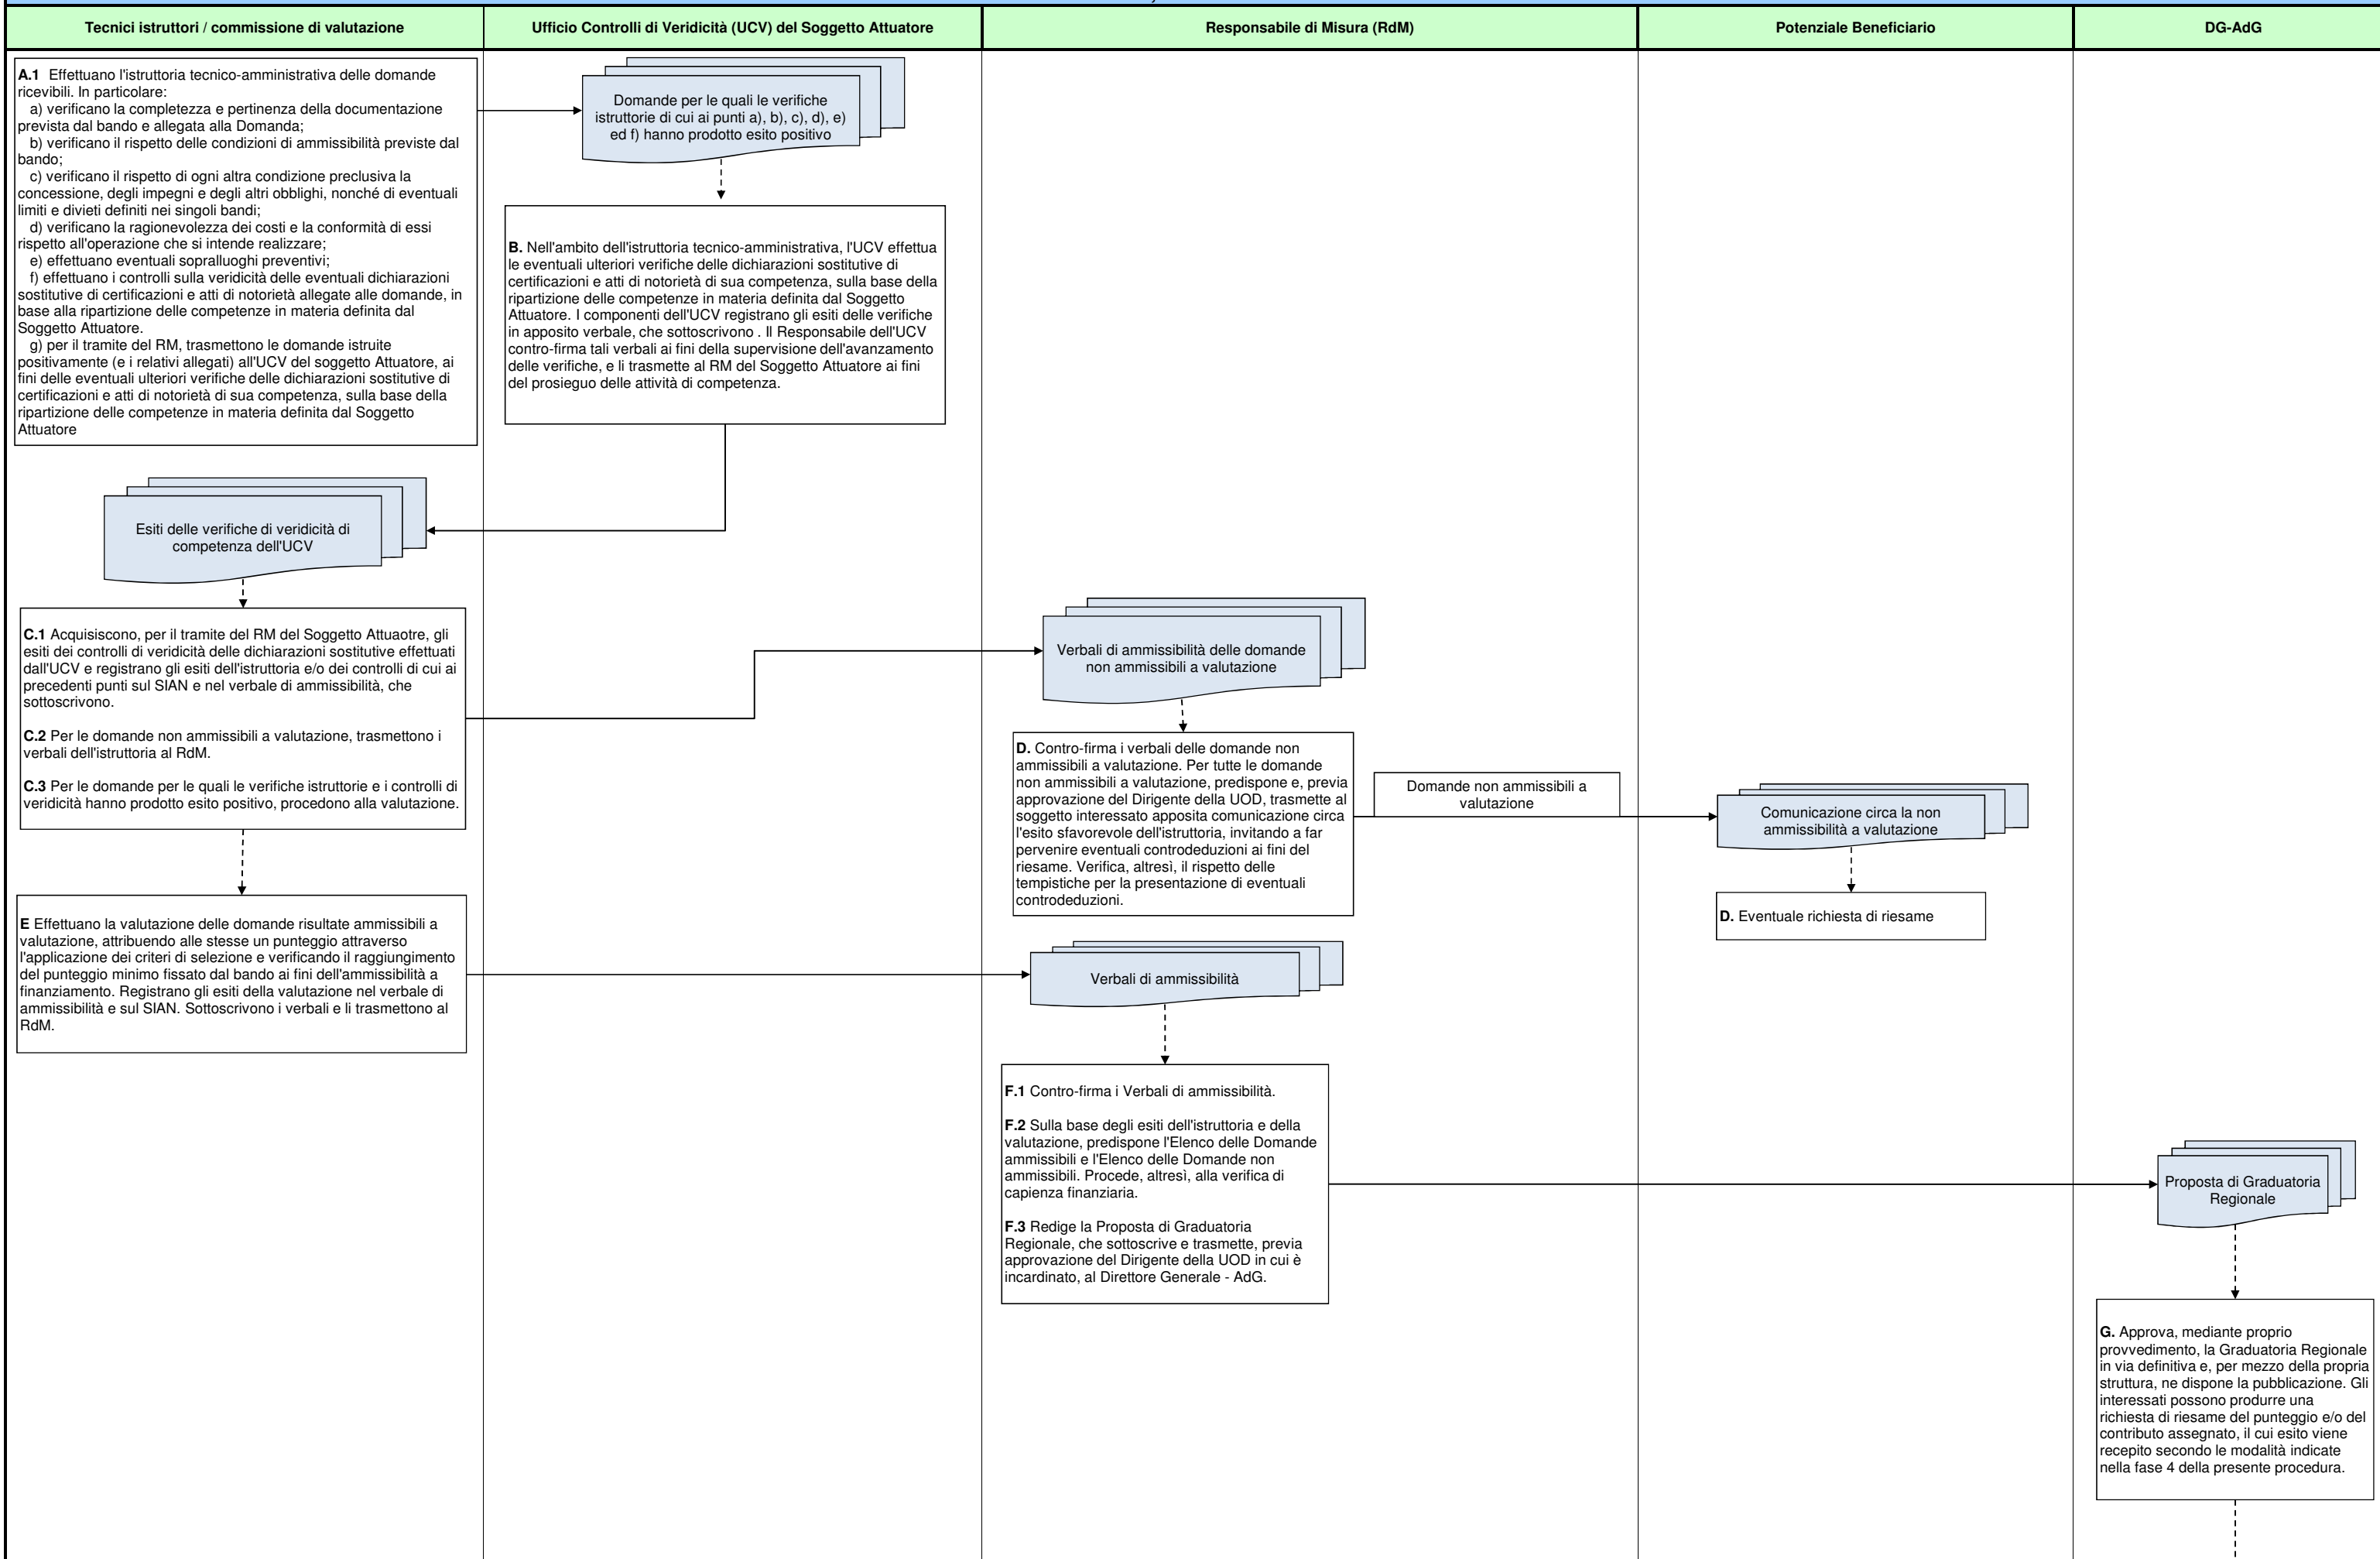 Tecnici istruttori / commissione di valutazione
Ufficio Controlli di Veridicità (UCV) del Soggetto Attuatore
Responsabile di Misura (RdM)
Potenziale Beneficiario
DG-AdG
A.1 Effettuano l'istruttoria tecnico-amministrativa delle domande
ricevibili. In particolare:
a) verificano la completezza e pertinenza della documentazione
prevista dal bando e allegata alla Domanda;
b) verificano il rispetto delle condizioni di ammissibilità previste dal
bando;
c) verificano il rispetto di ogni altra condizione preclusiva la
concessione, degli impegni e degli altri obblighi, nonché di eventuali
limiti e divieti definiti nei singoli bandi;
d) verificano la ragionevolezza dei costi e la conformità di essi
rispetto all'operazione che si intende realizzare;
e) effettuano eventuali sopralluoghi preventivi;
f) effettuano i controlli sulla veridicità delle eventuali dichiarazioni
sostitutive di certificazioni e atti di notorietà allegate alle domande, in
base alla ripartizione delle competenze in materia definita dal
Soggetto Attuatore.
g) per il tramite del RM, trasmettono le domande istruite
positivamente (e i relativi allegati) all'UCV del soggetto Attuatore, ai
fini delle eventuali ulteriori verifiche delle dichiarazioni sostitutive di
certificazioni e atti di notorietà di sua competenza, sulla base della
ripartizione delle competenze in materia definita dal Soggetto
Attuatore
Domande per le quali le verifiche
istruttorie di cui ai punti a), b), c), d), e)
ed f) hanno prodotto esito positivo
B. Nell'ambito dell'istruttoria tecnico-amministrativa, l'UCV effettua
le eventuali ulteriori verifiche delle dichiarazioni sostitutive di
certificazioni e atti di notorietà di sua competenza, sulla base della
ripartizione delle competenze in materia definita dal Soggetto
Attuatore. I componenti dell'UCV registrano gli esiti delle verifiche
in apposito verbale, che sottoscrivono . Il Responsabile dell'UCV
contro-firma tali verbali ai fini della supervisione dell'avanzamento
delle verifiche, e li trasmette al RM del Soggetto Attuatore ai fini
del prosieguo delle attività di competenza.
Esiti delle verifiche di veridicità di
competenza dell'UCV
C.1 Acquisiscono, per il tramite del RM del Soggetto Attuaotre, gli
esiti dei controlli di veridicità delle dichiarazioni sostitutive effettuati
dall'UCV e registrano gli esiti dell'istruttoria e/o dei controlli di cui ai
precedenti punti sul SIAN e nel verbale di ammissibilità, che
sottoscrivono.
C.2 Per le domande non ammissibili a valutazione, trasmettono i
verbali dell'istruttoria al RdM.
C.3 Per le domande per le quali le verifiche istruttorie e i controlli di
veridicità hanno prodotto esito positivo, procedono alla valutazione.
Verbali di ammissibilità delle domande
non ammissibili a valutazione
D. Contro-firma i verbali delle domande non
ammissibili a valutazione. Per tutte le domande
non ammissibili a valutazione, predispone e, previa
approvazione del Dirigente della UOD, trasmette al
soggetto interessato apposita comunicazione circa
l'esito sfavorevole dell'istruttoria, invitando a far
pervenire eventuali controdeduzioni ai fini del
riesame. Verifica, altresì, il rispetto delle
tempistiche per la presentazione di eventuali
controdeduzioni.
Domande non ammissibili a
valutazione
Comunicazione circa la non
ammissibilità a valutazione
D. Eventuale richiesta di riesame
E Effettuano la valutazione delle domande risultate ammissibili a
valutazione, attribuendo alle stesse un punteggio attraverso
l'applicazione dei criteri di selezione e verificando il raggiungimento
del punteggio minimo fissato dal bando ai fini dell'ammissibilità a
finanziamento. Registrano gli esiti della valutazione nel verbale di
ammissibilità e sul SIAN. Sottoscrivono i verbali e li trasmettono al
RdM.
Verbali di ammissibilità
F.1 Contro-firma i Verbali di ammissibilità.
F.2 Sulla base degli esiti dell'istruttoria e della
valutazione, predispone l'Elenco delle Domande
ammissibili e l'Elenco delle Domande non
ammissibili. Procede, altresì, alla verifica di
capienza finanziaria.
F.3 Redige la Proposta di Graduatoria
Regionale, che sottoscrive e trasmette, previa
approvazione del Dirigente della UOD in cui è
incardinato, al Direttore Generale - AdG.
Proposta di Graduatoria
Regionale
G. Approva, mediante proprio
provvedimento, la Graduatoria Regionale
in via definitiva e, per mezzo della propria
struttura, ne dispone la pubblicazione. Gli
interessati possono produrre una
richiesta di riesame del punteggio e/o del
contributo assegnato, il cui esito viene
recepito secondo le modalità indicate
nella fase 4 della presente procedura.